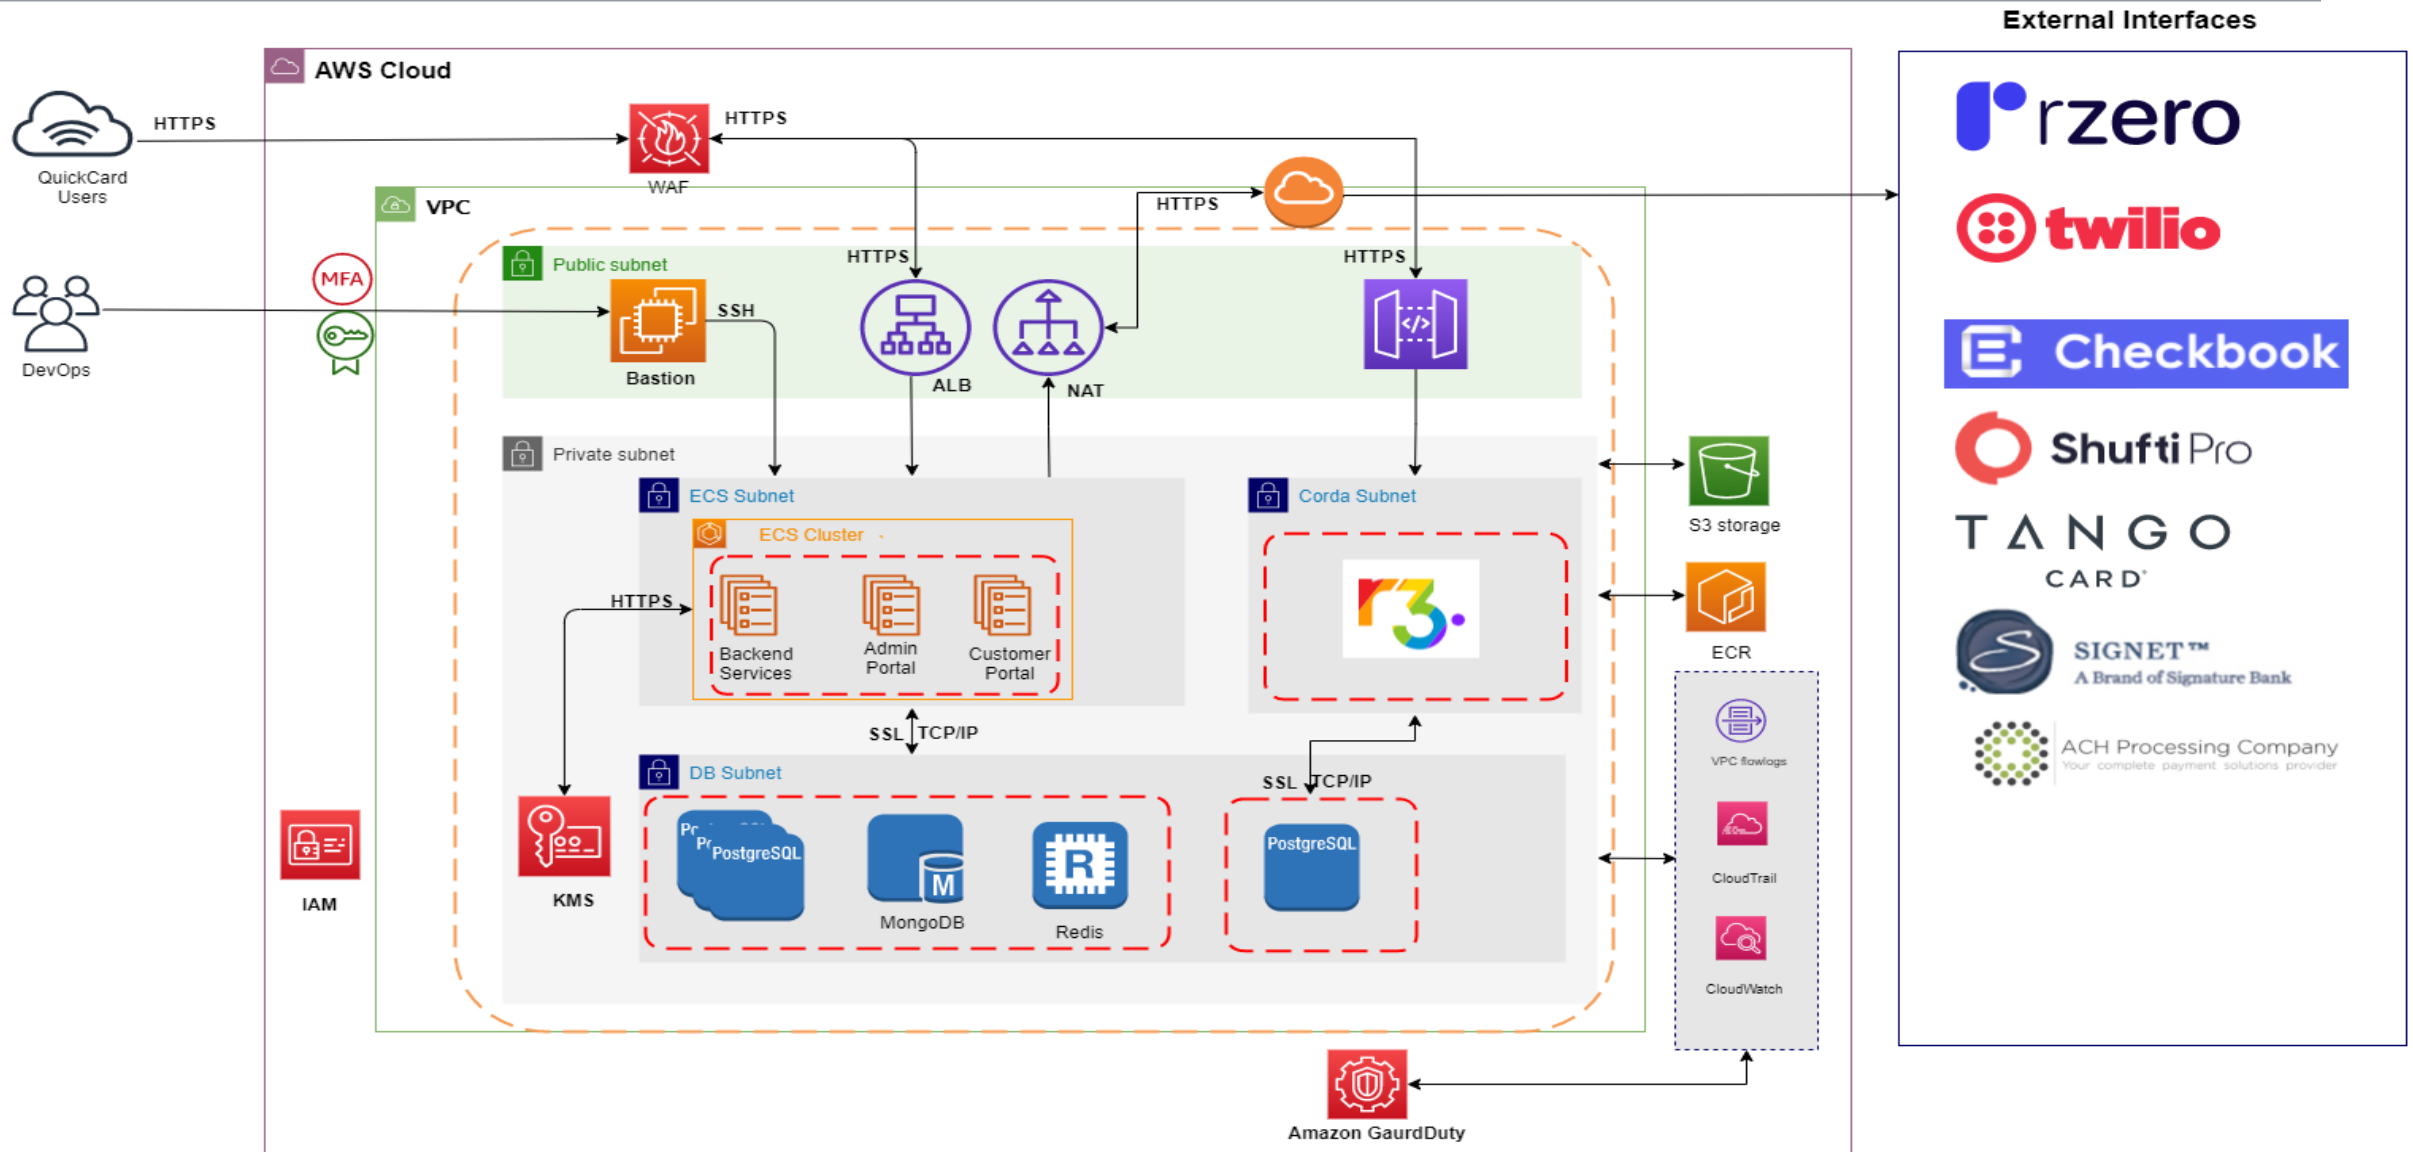 External Interfaces
AWS Cloud
HTTPS
QuickCard
Users
HTTPS
WAF
VPC
HTTPS
MFA
DevOps
Public subnet
SSH
Bastion
HTTPS
ALB
NAT
HTTPS
</>
Private subnet
ECS Subnet
ECS Cluster
Backend
Services
Admin
Portal
Customer
Portal
HTTPS
Corda Subnet
r3.
SSL TCP/IP
SSL TCP/IP
DB Subnet
PostgreSQL
M
MongoDB
R
Redis
PostgreSQL
KMS
IAM
S3 storage
ECR
VPC flowlogs
CloudTrail
CloudWatch
Amazon GaurdDuty
rzero
twilio
Checkbook
Shufti Pro
TANGO
CARD
S
SIGNET™
A Brand of Signature Bank
ACH Processing Company
Your complete payment solutions provider